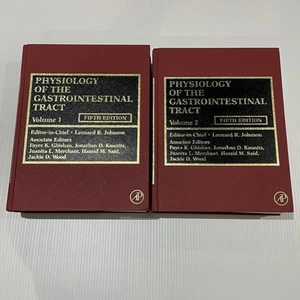 PHYSIOLOGY
OF THE
GASTROINTESTINAL
TRACT
Volume 1
FIFTH EDITION
Editor-in-Chief • Leonard R. Johnson
Associate Editors
Fayez K. Ghishan, Jonathan D. Kaunitz,
Juanita L. Merchant, Hamid M. Said,
Jackie D. Wood
AP
PHYSIOLOGY
OF THE
GASTROINTESTINAL
TRACT
Volume 2
FIFTH EDITION
Editor-in-Chief • Leonard R. Johnson
Associate Editors
Fayez K. Ghishan, Jonathan D. Kaunitz,
Juanita L. Merchant, Hamid M. Said,
Jackie D. Wood
AP